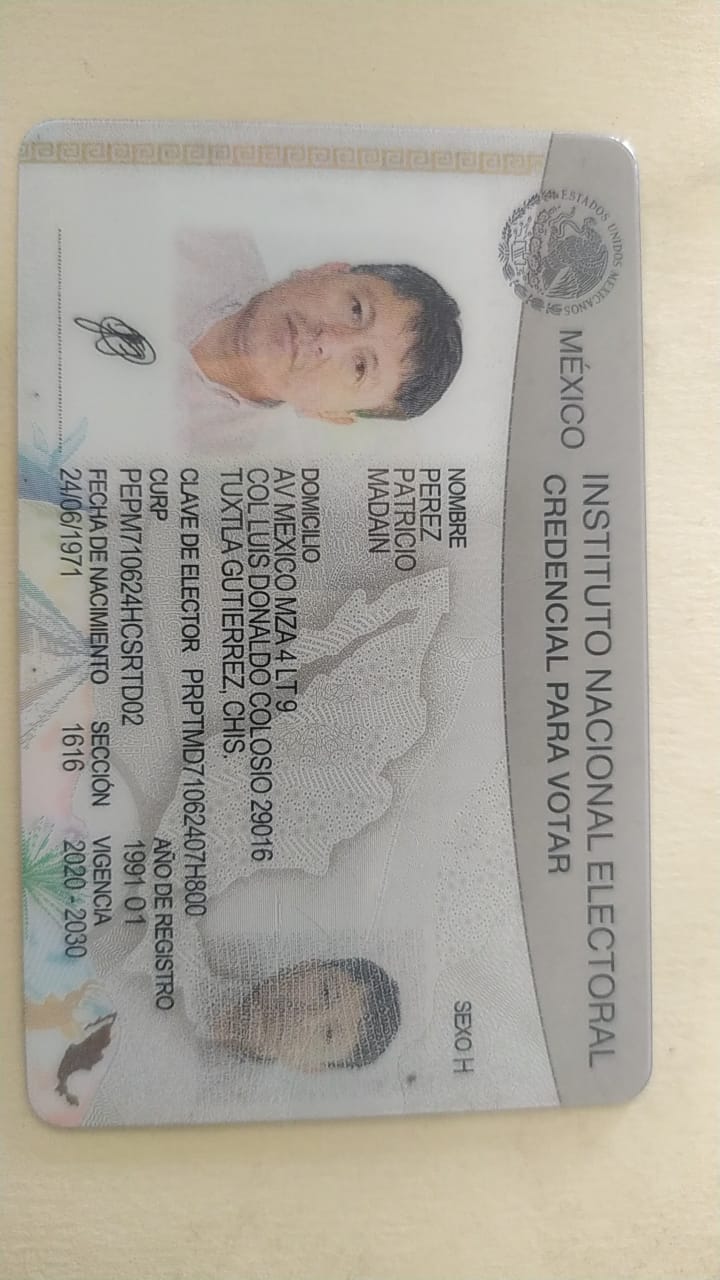 ESTADOS UNIDOS MEXICANOS
MÉXICO INSTITUTO NACIONAL ELECTORAL
CREDENCIAL PARA VOTAR
NOMBRE
PEREZ
PATRICIO
MADAIN
SEXO H
DOMICILIO
AV MEXICO MZA 4 LT 9
COL LUIS DONALDO COLOSIO 29016
TUXTLA GUTIERREZ, CHIS.
CLAVE DE ELECTOR PRPTMD71062407H800
CURP AÑO DE REGISTRO
PEPM710624HCSRTD02 1991 01
FECHA DE NACIMIENTO SECCIÓN VIGENCIA
24/06/1971 1616 2020 - 2030